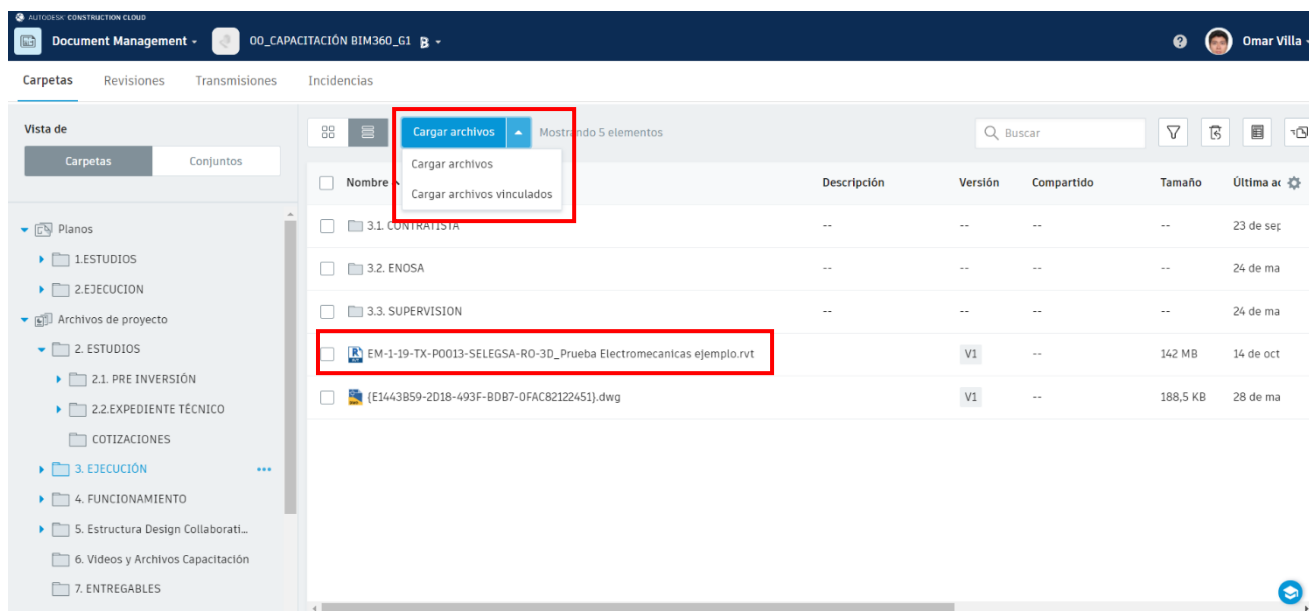 AUTODESK CONSTRUCTION CLOUD
Document Management
00_CAPACITACIÓN BIM360_G1 B
Omar Villa
Carpetas Revisiones Transmisiones Incidencias
Vista de
Carpetas Conjuntos
Planos
1.ESTUDIOS
2.EJECUCION
Archivos de proyecto
2. ESTUDIOS
2.1. PRE INVERSIÓN
2.2.EXPEDIENTE TÉCNICO
COTIZACIONES
3. EJECUCIÓN
4. FUNCIONAMIENTO
5. Estructura Design Collaborati...
6. Videos y Archivos Capacitación
7. ENTREGABLES
Cargar archivos
Mostrando 5 elementos
Buscar
Cargar archivos
Cargar archivos vinculados
Nombre Descripción Versión Compartido Tamaño Última ac
3.1. CONTRATISTA -- -- -- -- 23 de sep
3.2. ENOSA -- -- -- -- 24 de ma
3.3. SUPERVISION -- -- -- -- 24 de ma
EM-1-19-TX-P0013-SELEGSA-RO-3D_Prueba Electromecanicas ejemplo.rvt V1 -- 142 MB 14 de oct
{E1443B59-2D18-493F-BDB7-0FAC82122451}.dwg V1 -- 188,5 KB 28 de ma